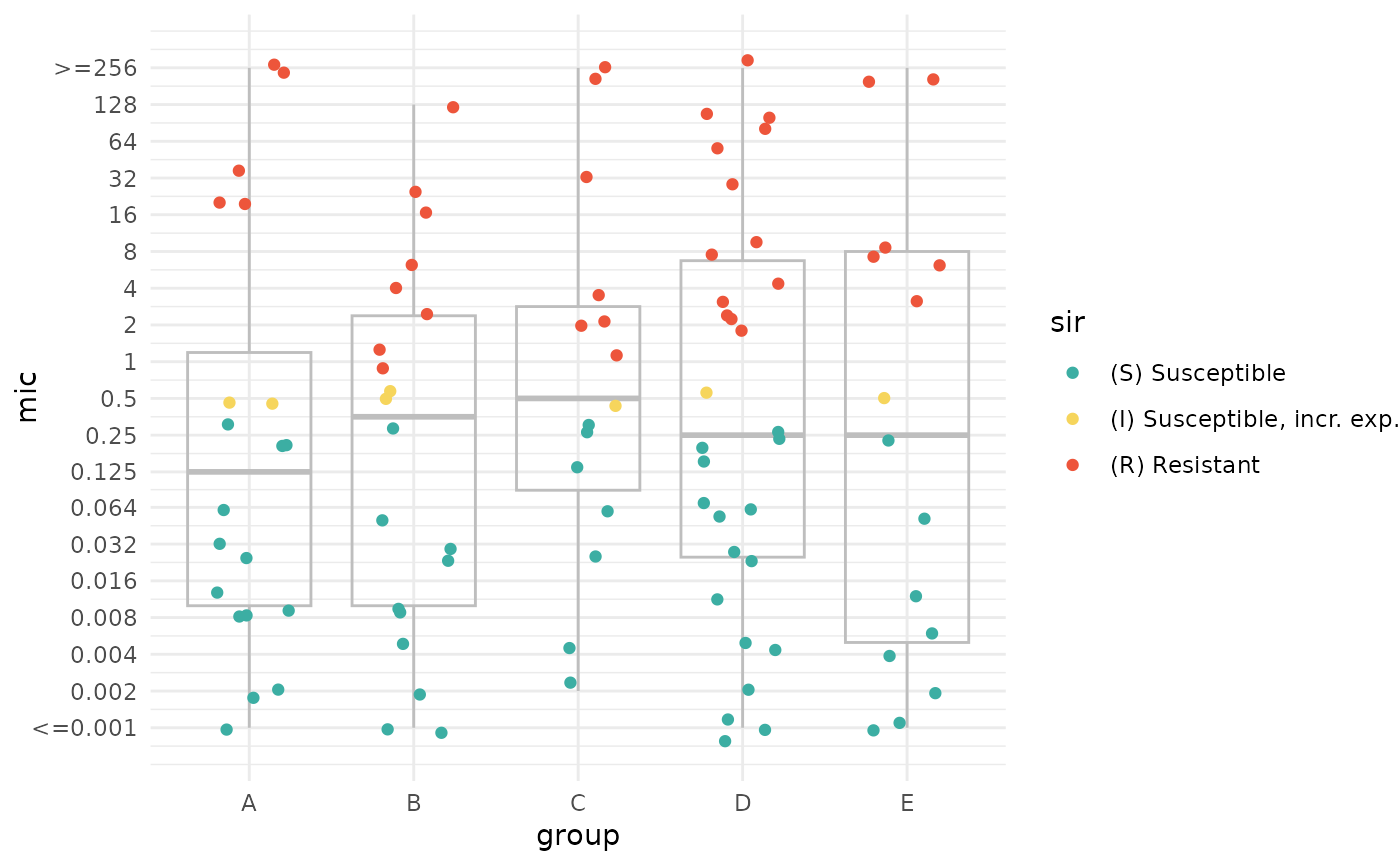 mic
>=256
128
64
32
16
8
4
2
1
0.5
0.25
0.125
0.064
0.032
0.016
0.008
0.004
0.002
<=0.001
A B C D E
group
sir
(S) Susceptible
(I) Susceptible, incr. exp.
(R) Resistant